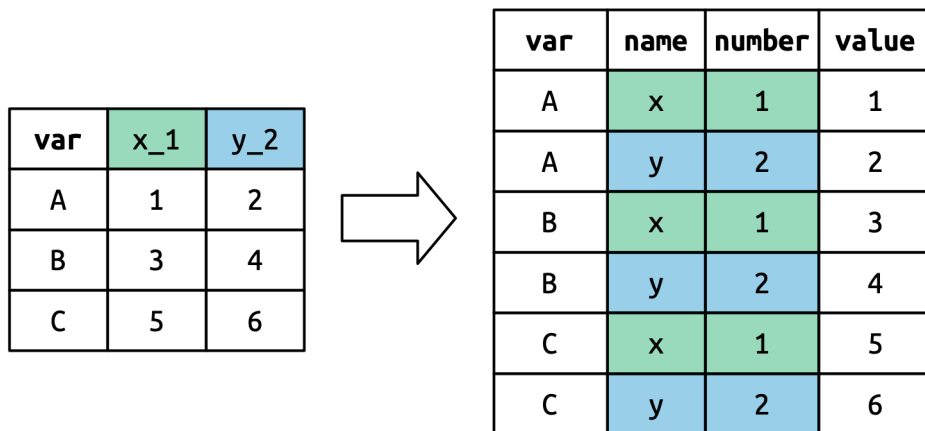 var x_1 y_2
A 1 2
B 3 4
C 5 6
var name number value
A x 1 1
A y 2 2
B x 1 3
B y 2 4
C x 1 5
C y 2 6